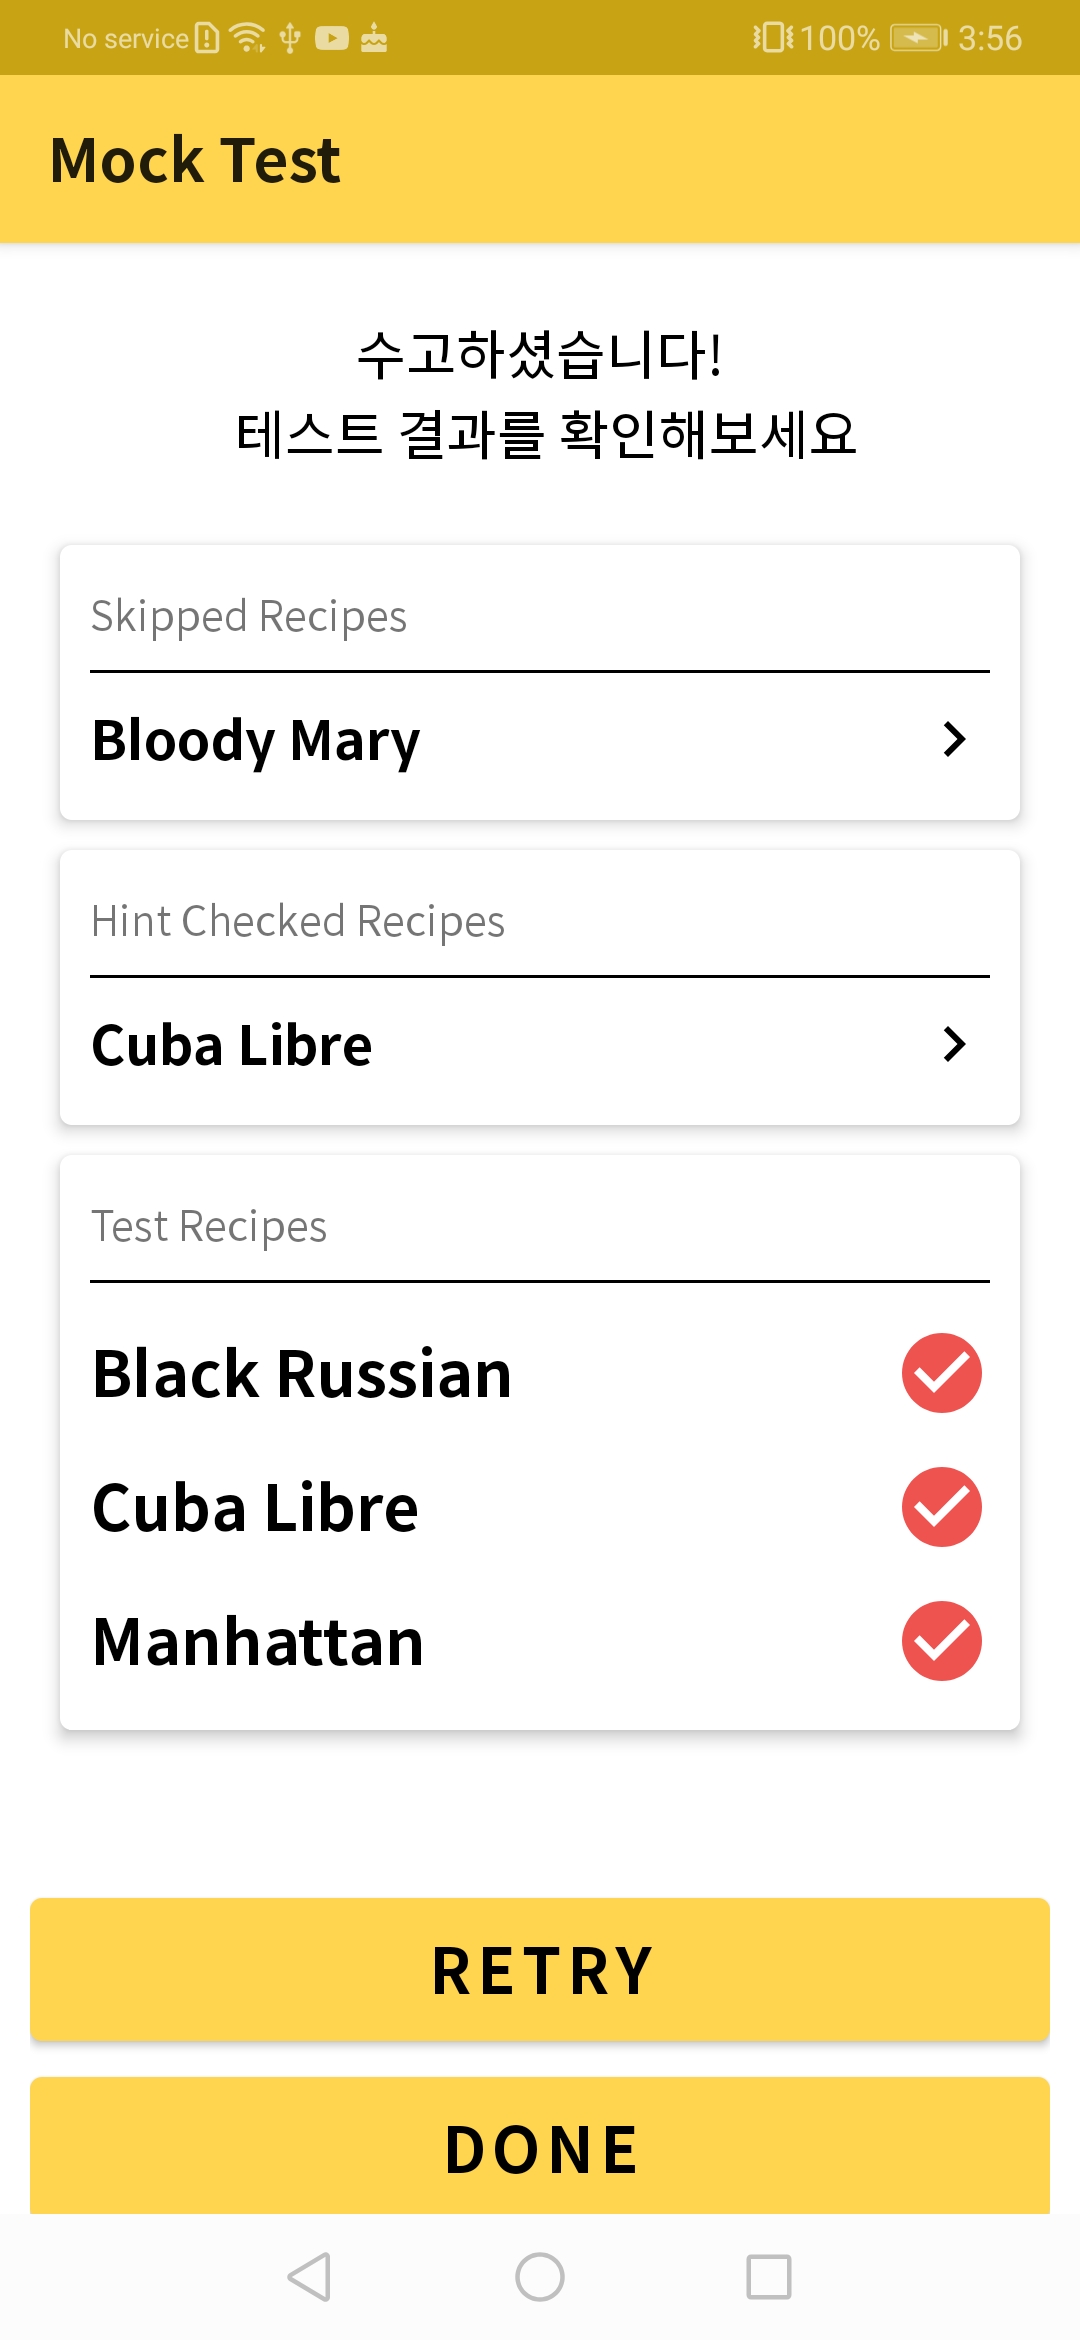 No service 100% 3:56
Mock Test
수고하셨습니다!
테스트 결과를 확인해보세요
Skipped Recipes
Bloody Mary
Hint Checked Recipes
Cuba Libre
Test Recipes
Black Russian
Cuba Libre
Manhattan
RETRY
DONE